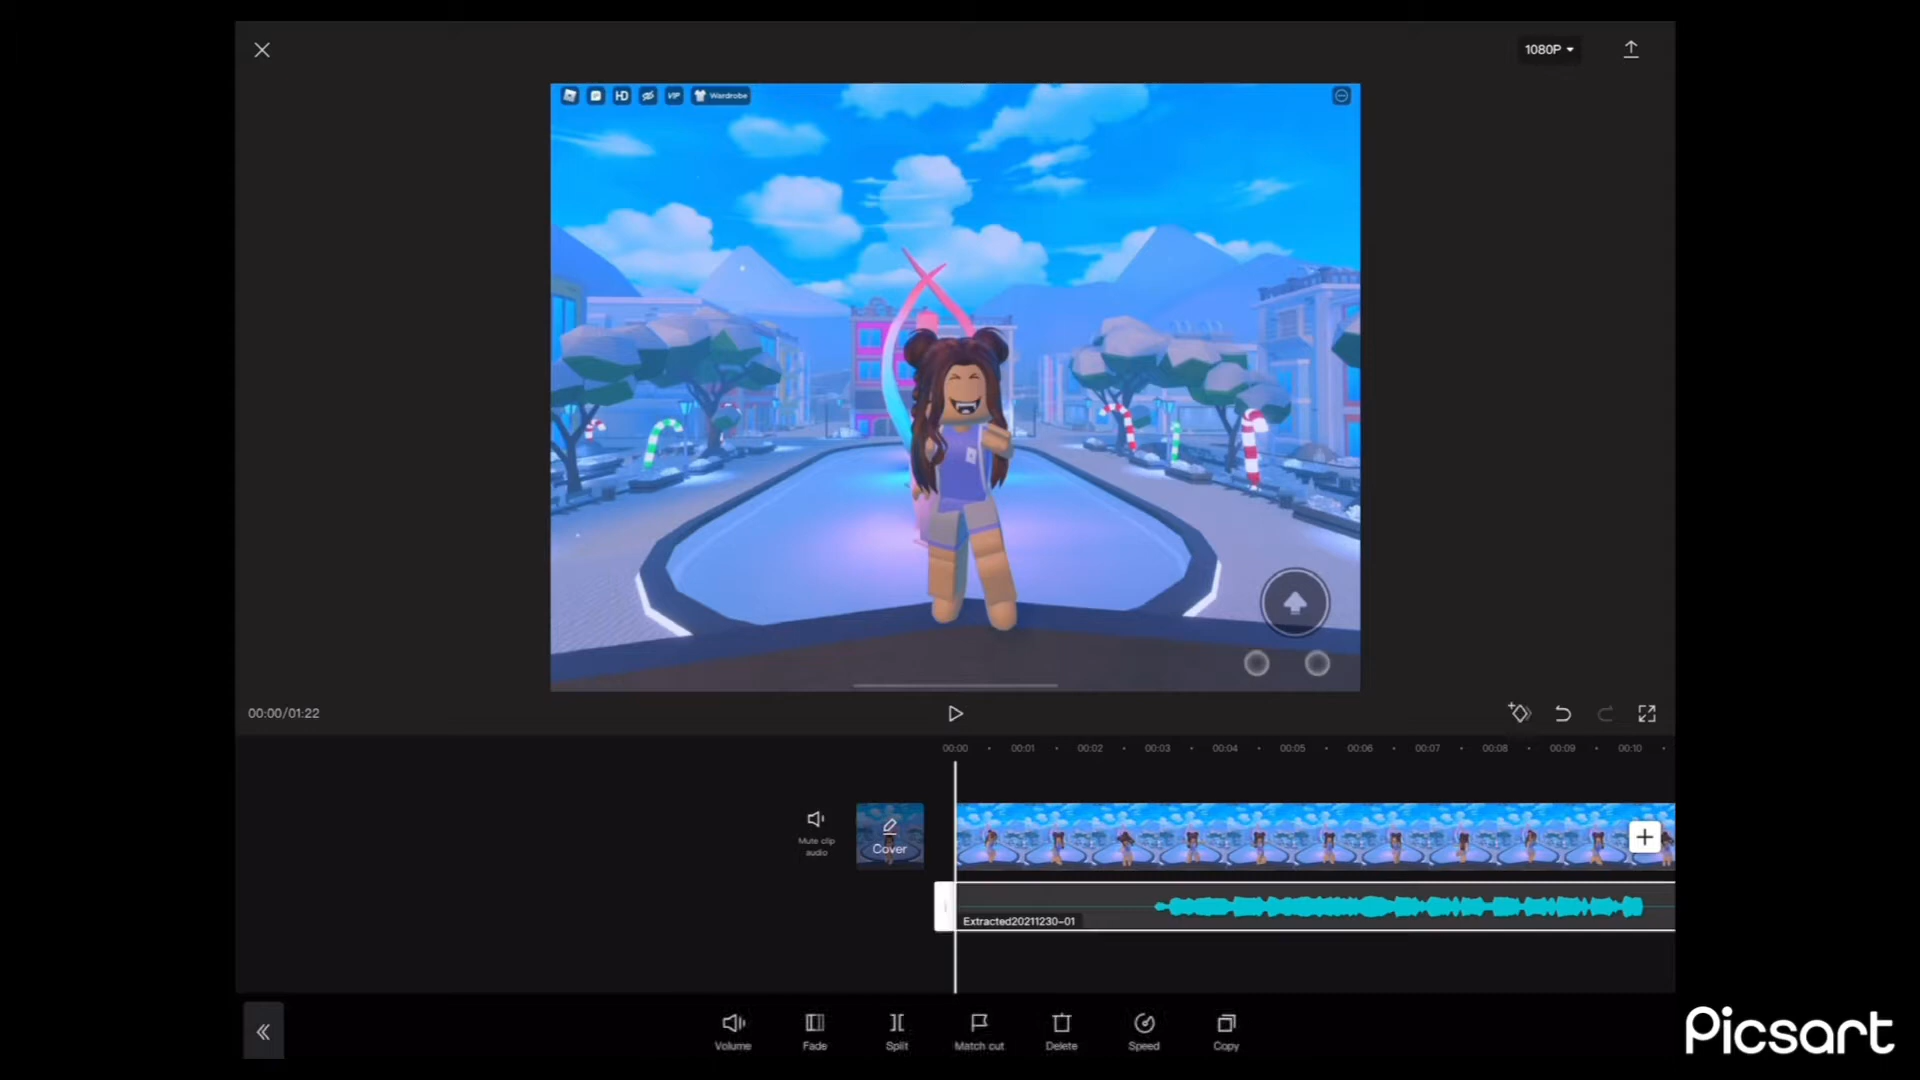 1080P
HD
VIP
Wardrobe
00:00/01:22
00:00 00:01 00:02 00:03 00:04 00:05 00:06 00:07 00:08 00:09 00:10
Mute clip
audio
Cover
Extracted20211230-01
Volume Fade Split Match cut Delete Speed Copy
Picsart